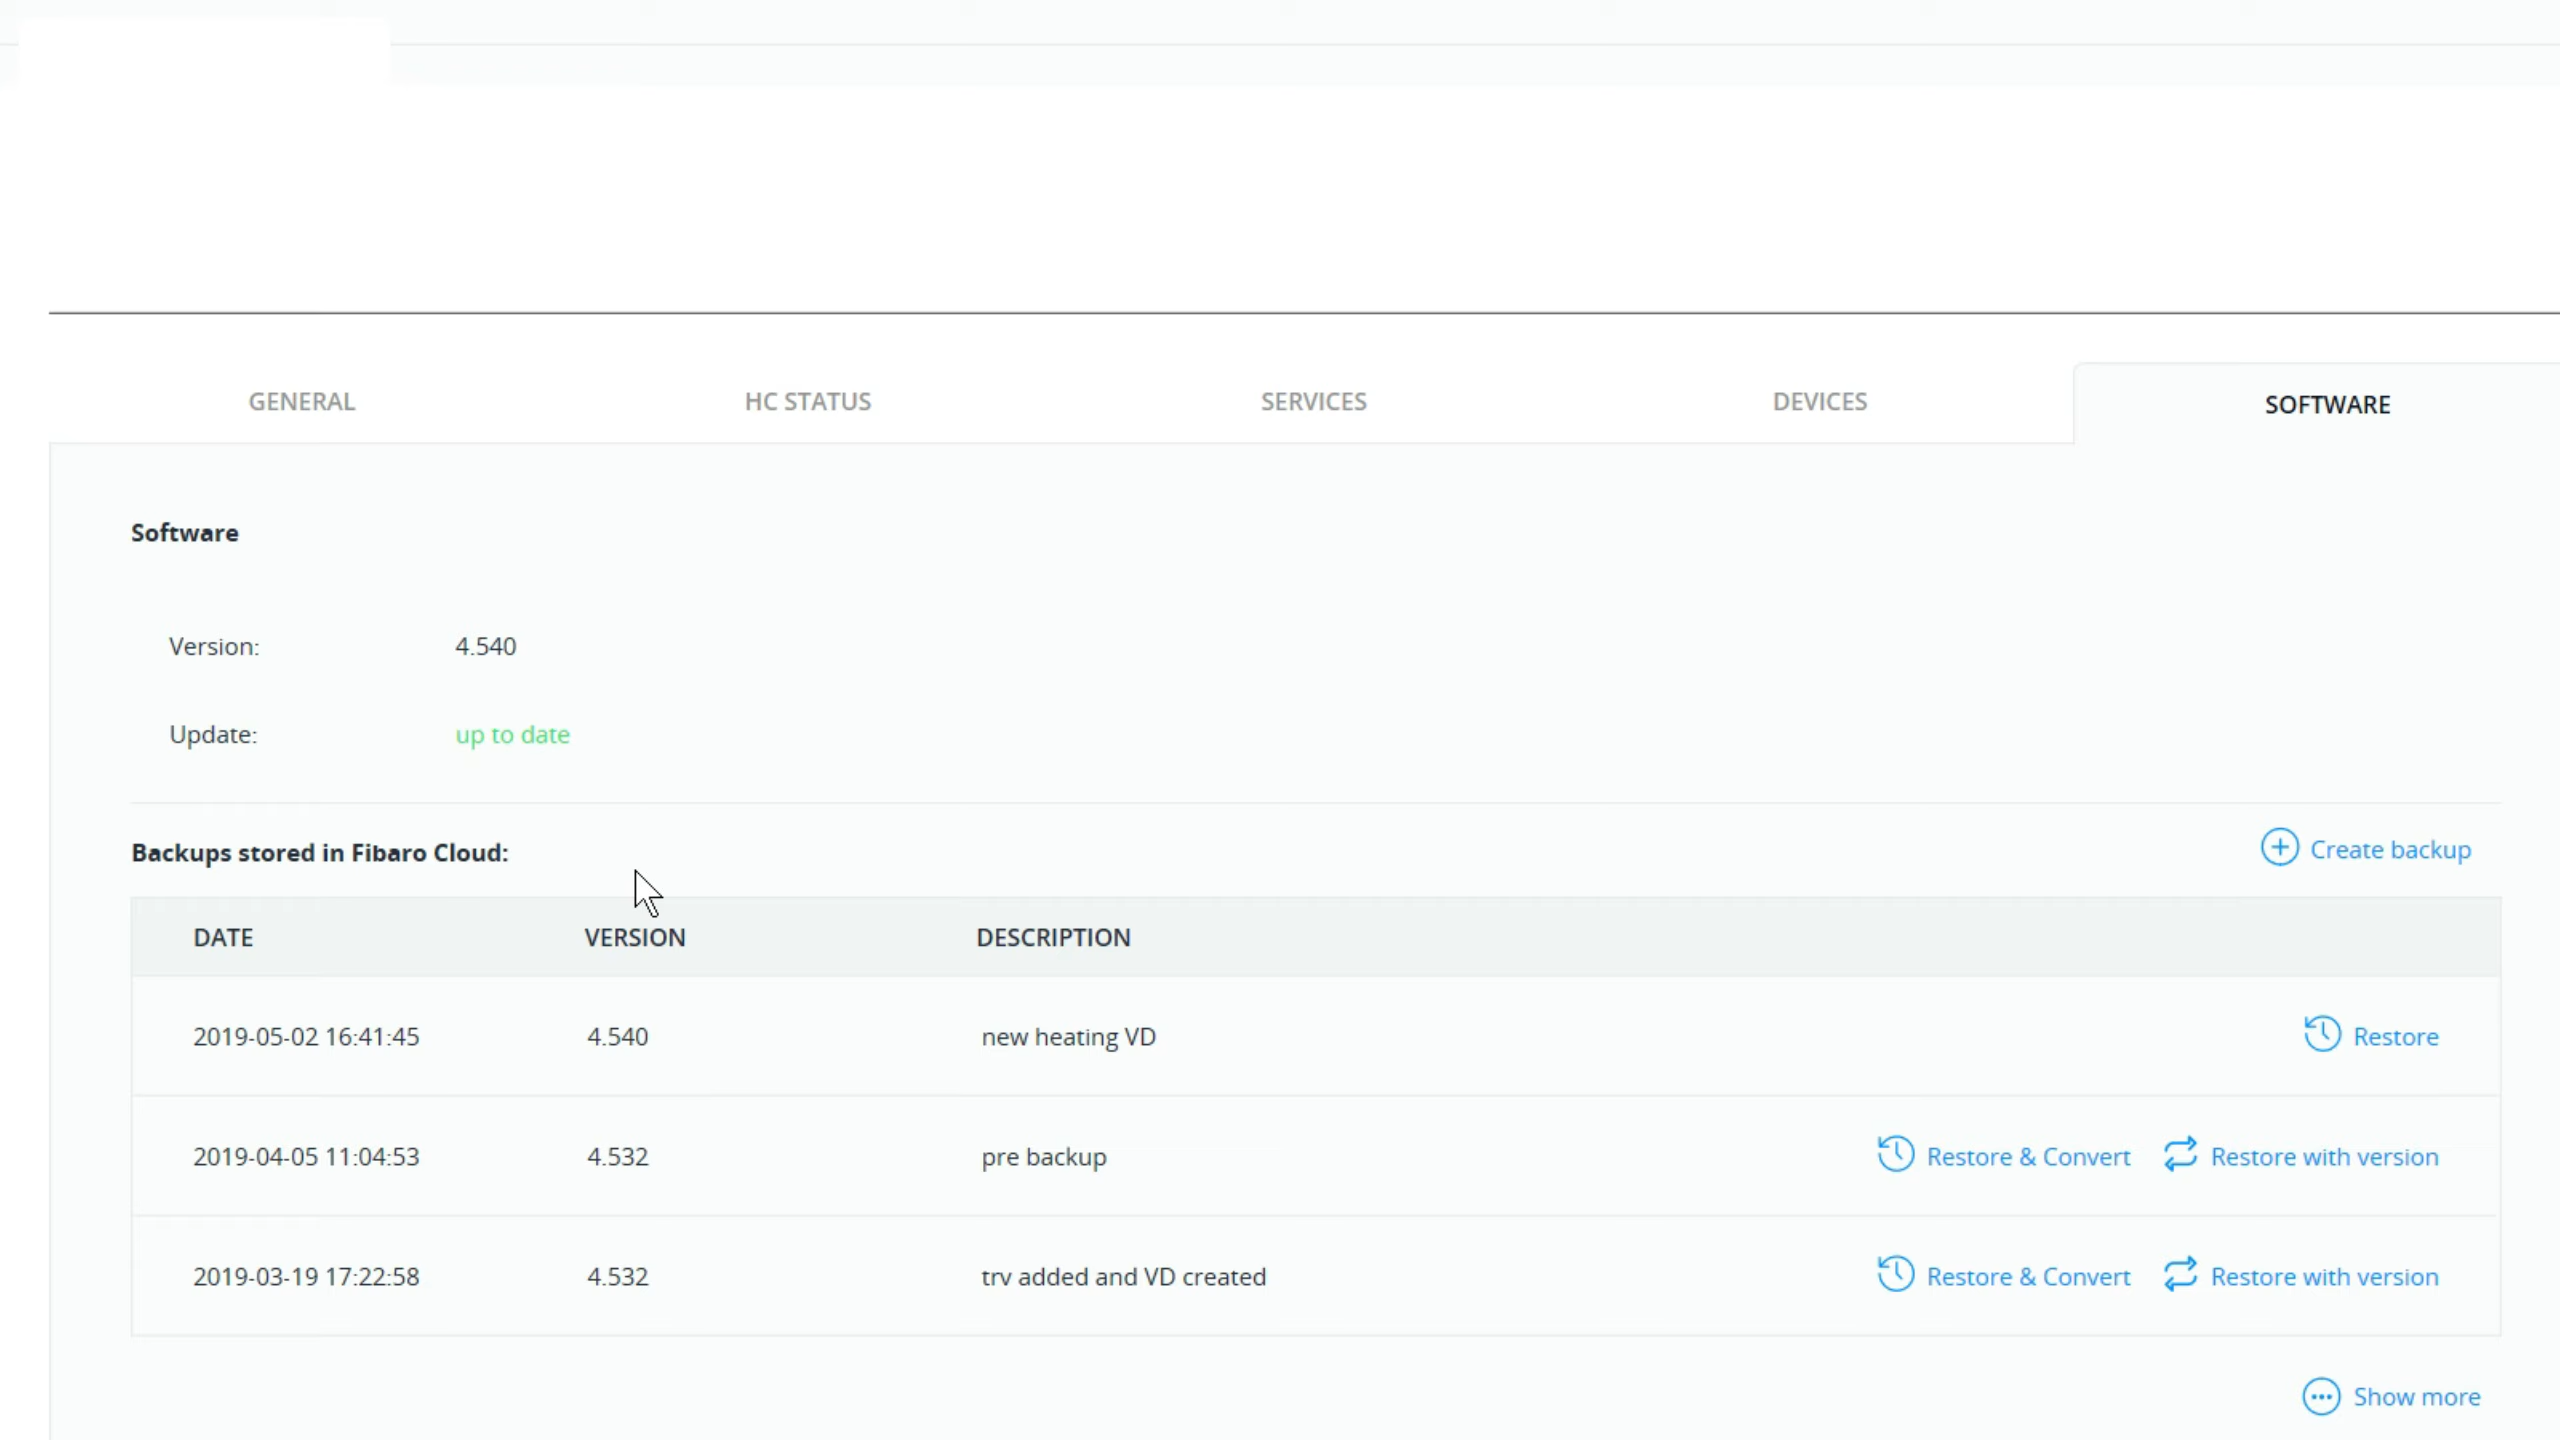 GENERAL HC STATUS SERVICES DEVICES SOFTWARE
Software
Version: 4.540
Update: up to date
Backups stored in Fibaro Cloud: Create backup
DATE VERSION DESCRIPTION
2019-05-02 16:41:45 4.540 new heating VD Restore
2019-04-05 11:04:53 4.532 pre backup Restore & Convert Restore with version
2019-03-19 17:22:58 4.532 trv added and VD created Restore & Convert Restore with version
Show more